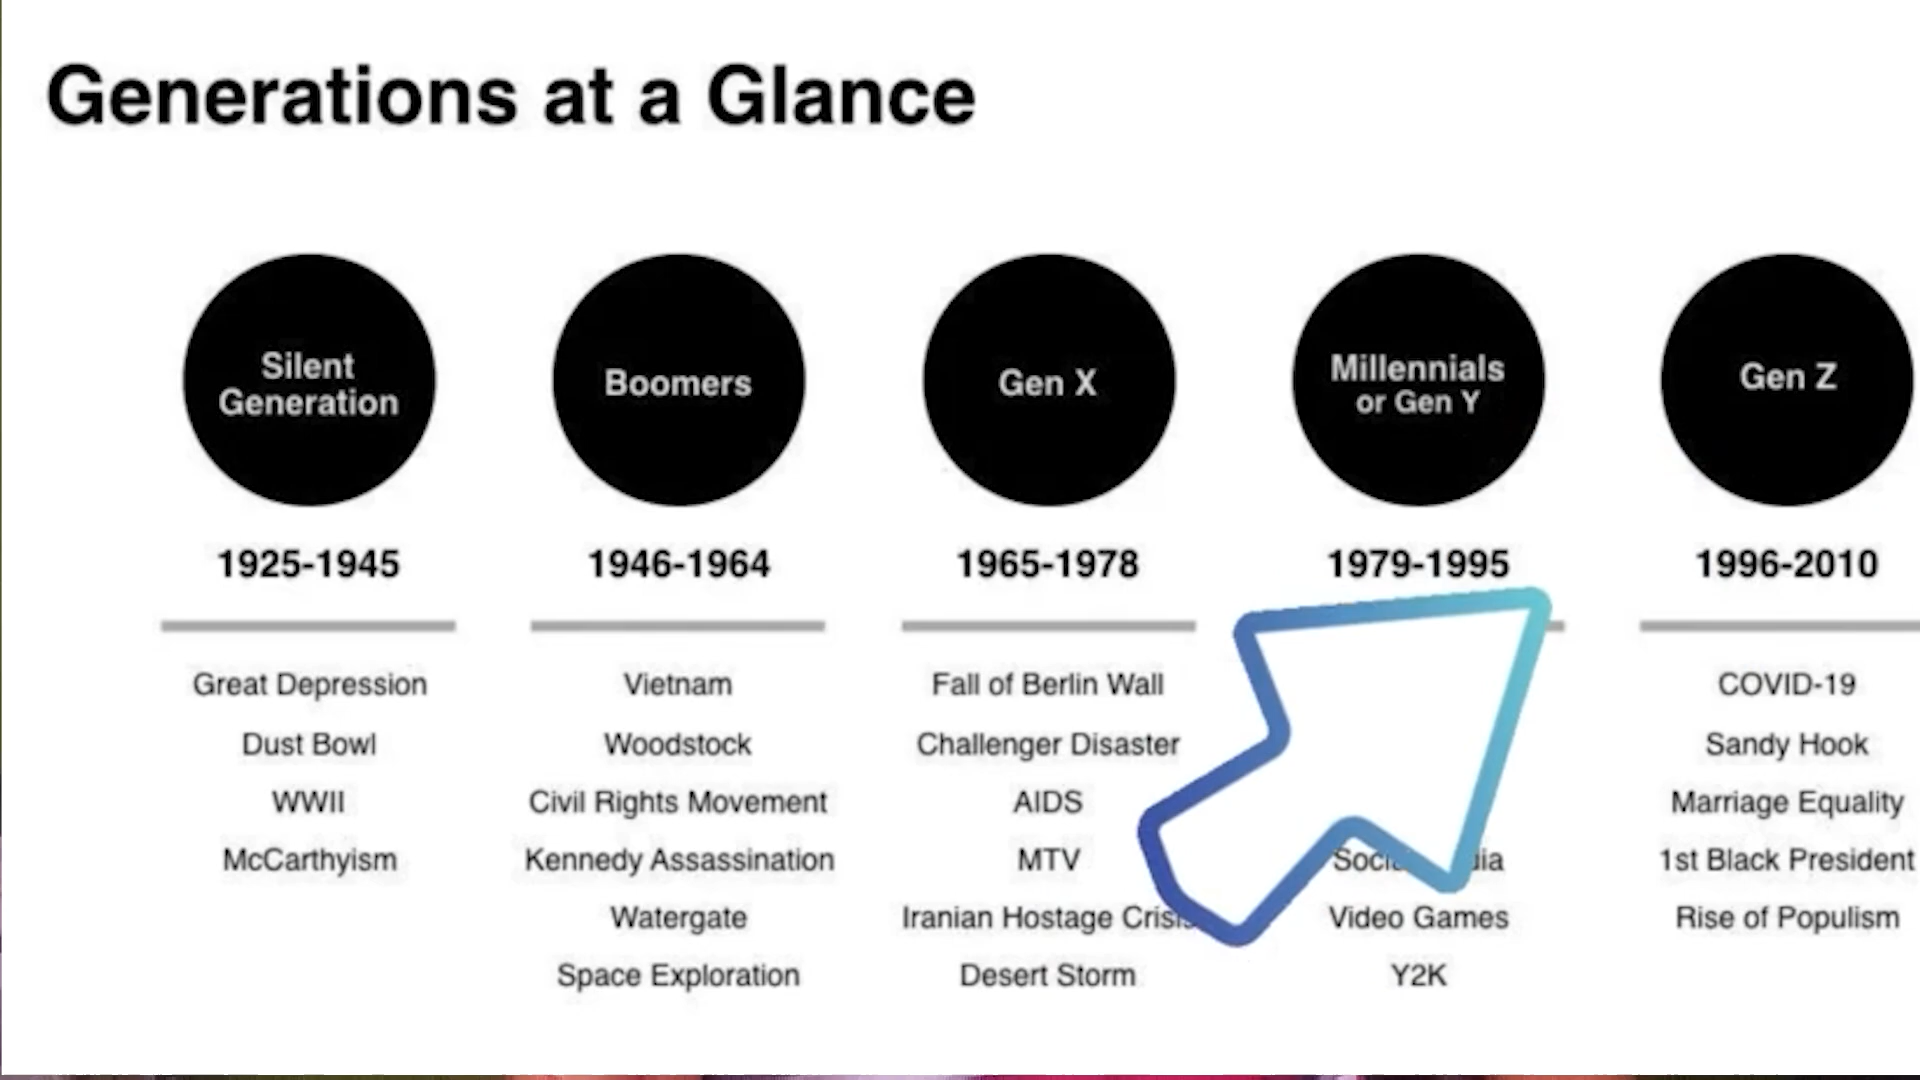 Generations at a Glance
Silent
Generation
1925-1945
Great Depression
Dust Bowl
WWII
McCarthyism
Boomers
1946-1964
Vietnam
Woodstock
Civil Rights Movement
Kennedy Assassination
Watergate
Space Exploration
Gen X
1965-1978
Fall of Berlin Wall
Challenger Disaster
AIDS
MTV
Iranian Hostage Crisis
Desert Storm
Millennials
or Gen Y
1979-1995
Video Games
Y2K
Gen Z
1996-2010
COVID-19
Sandy Hook
Marriage Equality
1st Black President
Rise of Populism